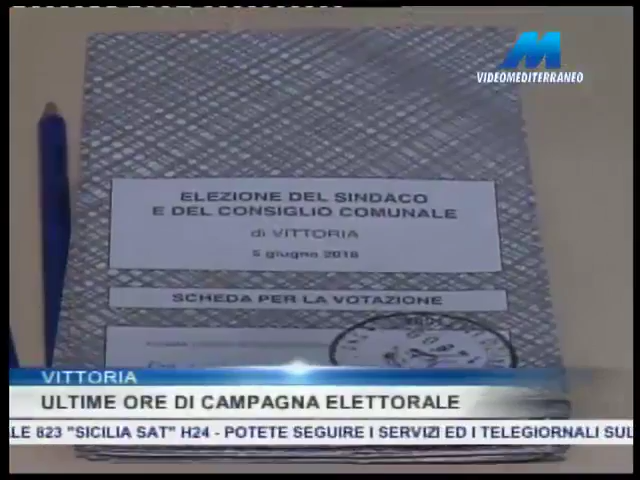 VIDEOMEDITERRANEO
ELEZIONE DEL SINDACO
E DEL CONSIGLIO COMUNALE
di VITTORIA
5 giugno 2016
SCHEDA PER LA VOTAZIONE
VITTORIA
ULTIME ORE DI CAMPAGNA ELETTORALE
LE 823 "SICILIA SAT" H24 - POTETE SEGUIRE I SERVIZI ED I TELEGIORNALI SUL